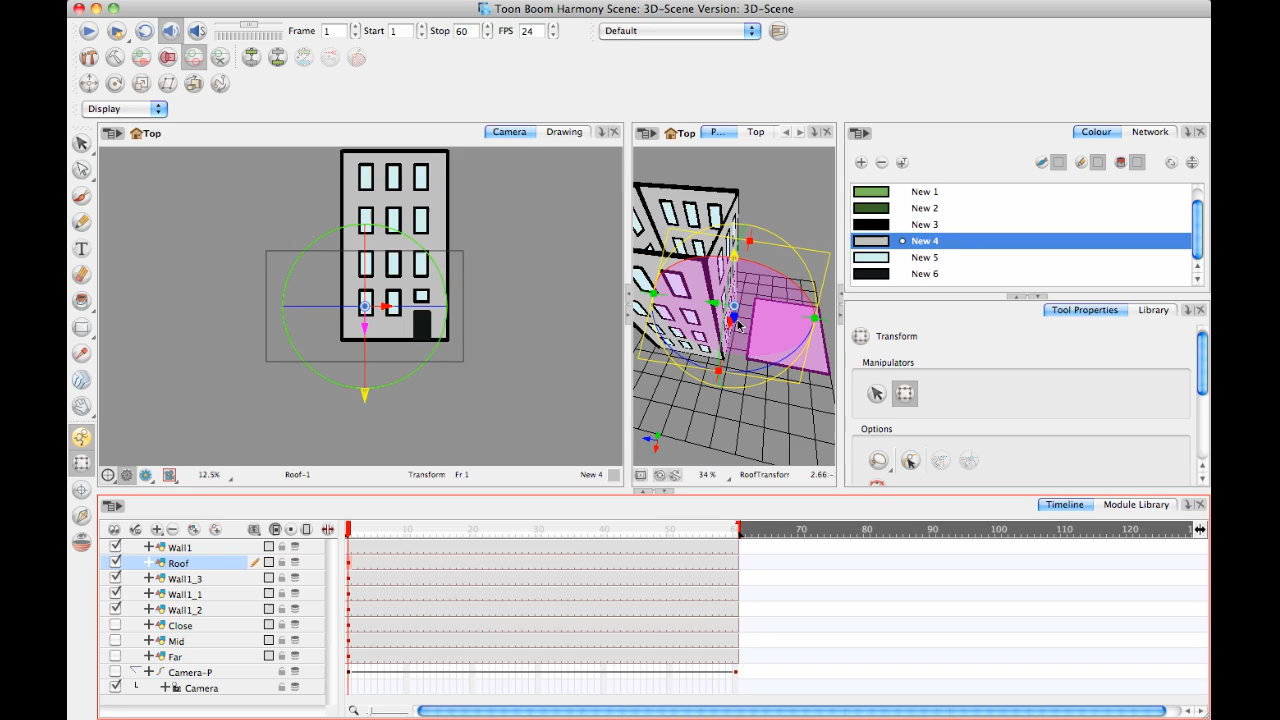 Toon Boom Harmony Scene: 3D-Scene Version: 3D-Scene
Frame 1 Start 1 Stop 60 FPS 24 Default
Display
Top Camera Drawing Top P... Top Colour Network
New 1
New 2
New 3
New 4
New 5
New 6
Tool Properties Library
Transform
Manipulators
Options
12.5% Roof-1 Transform Fr 1 New 4 34 % RoofTransforr 2.66:-
Timeline Module Library
10 20 30 40 50 70 80 90 100 110 120
Wall1
Roof
Wall1_3
Wall1_1
Wall1_2
Close
Mid
Far
Camera-P
Camera